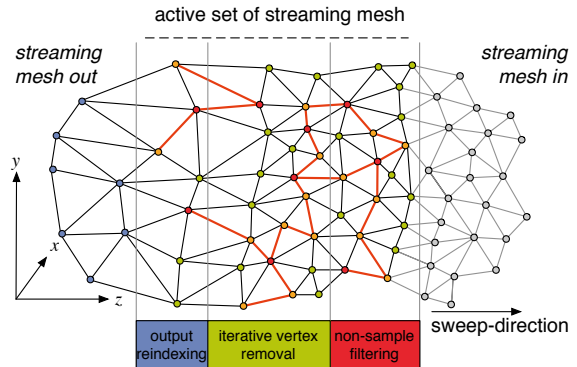 active set of streaming mesh
streaming
mesh out
streaming
mesh in
y
x
z
sweep-direction
output
reindexing
iterative vertex
removal
non-sample
filtering